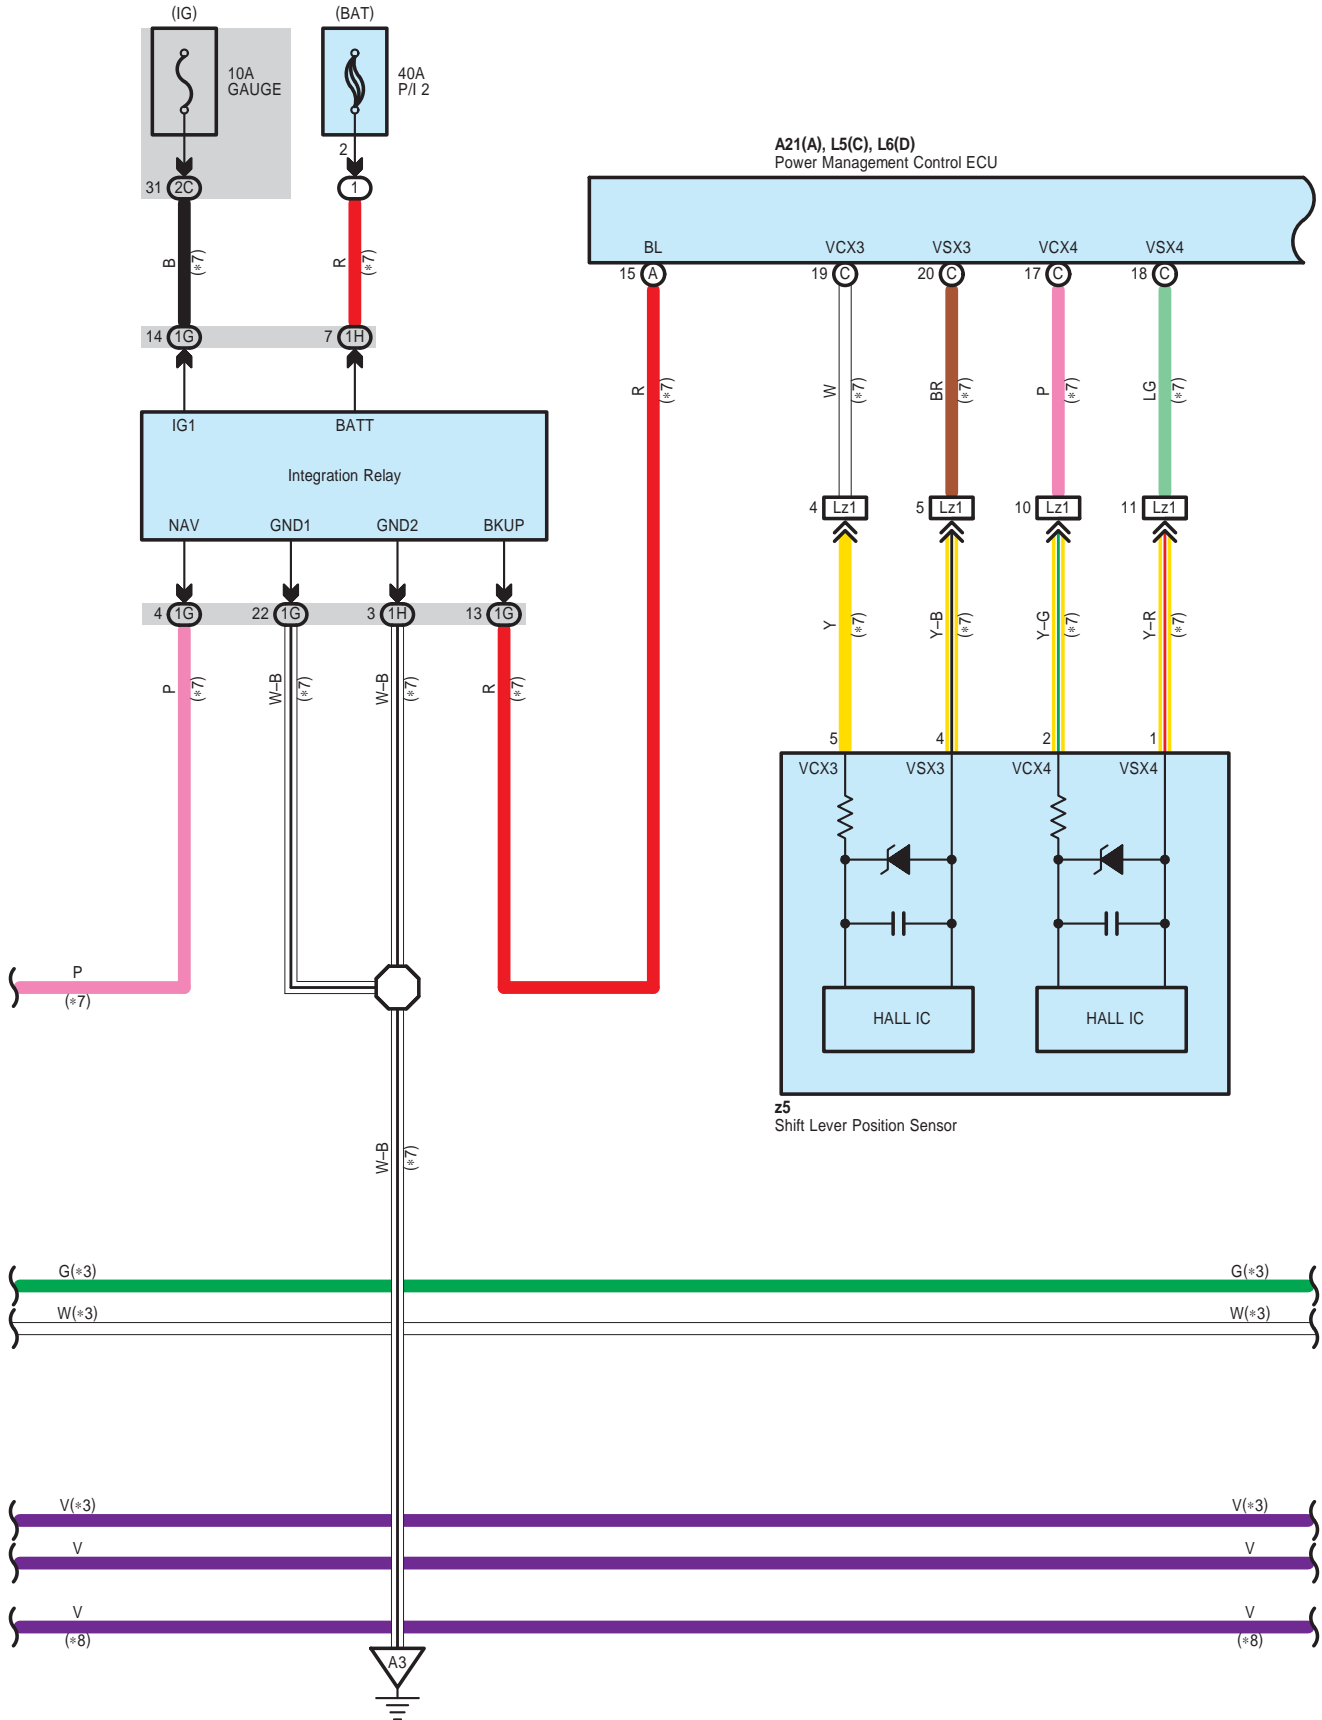 (IG)
(BAT)
10A
GAUGE
40A
P/I 2
2
31 2C
1
B
(*7)
R
(*7)
14 1G
7 1H
IG1
BATT
Integration Relay
NAV
GND1
GND2
BKUP
4 1G
22 1G
3 1H
13 1G
P
(*7)
W–B
(*7)
W–B
(*7)
R
(*7)
P
(*7)
W–B
(*7)
A21(A), L5(C), L6(D)
Power Management Control ECU
BL
VCX3
VSX3
VCX4
VSX4
15 A
19 C
20 C
17 C
18 C
R
(*7)
W
(*7)
BR
(*7)
P
(*7)
LG
(*7)
4 Lz1
5 Lz1
10 Lz1
11 Lz1
Y
(*7)
Y–B
(*7)
Y–G
(*7)
Y–R
(*7)
5
4
2
1
VCX3
VSX3
VCX4
VSX4
HALL IC
HALL IC
z5
Shift Lever Position Sensor
G(*3)
G(*3)
W(*3)
W(*3)
V(*3)
V(*3)
V
V
V
(*8)
V
(*8)
A3